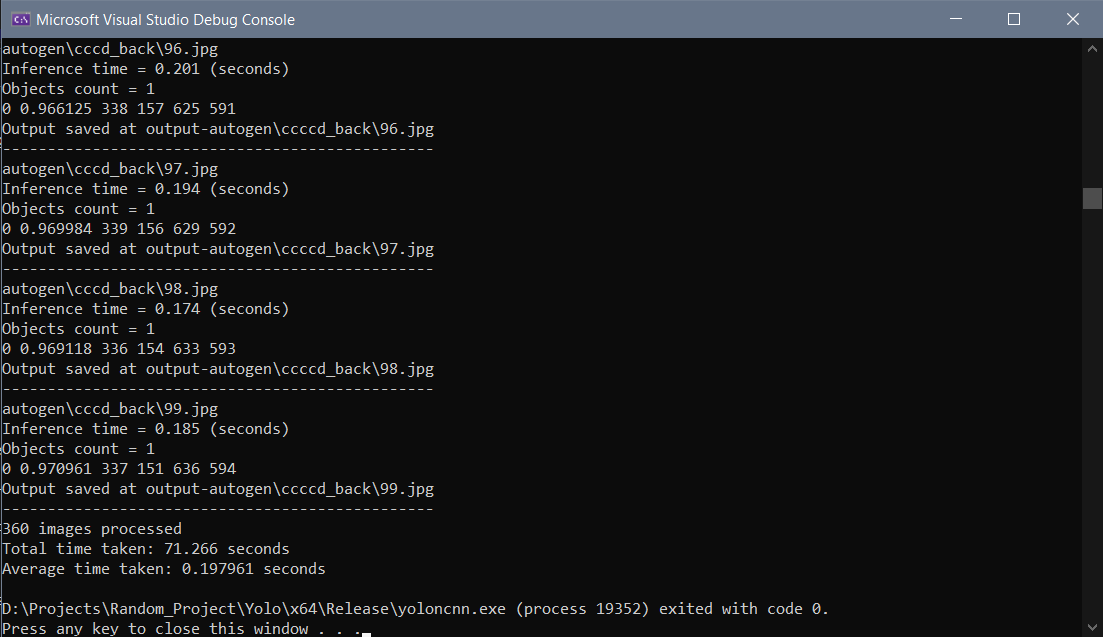 Microsoft Visual Studio Debug Console
autogen\cccd_back\96.jpg
Inference time = 0.201 (seconds)
Objects count = 1
0 0.966125 338 157 625 591
Output saved at output-autogen\ccccd_back\96.jpg
------------------------------------------------
autogen\cccd_back\97.jpg
Inference time = 0.194 (seconds)
Objects count = 1
0 0.969984 339 156 629 592
Output saved at output-autogen\ccccd_back\97.jpg
------------------------------------------------
autogen\cccd_back\98.jpg
Inference time = 0.174 (seconds)
Objects count = 1
0 0.969118 336 154 633 593
Output saved at output-autogen\ccccd_back\98.jpg
------------------------------------------------
autogen\cccd_back\99.jpg
Inference time = 0.185 (seconds)
Objects count = 1
0 0.970961 337 151 636 594
Output saved at output-autogen\ccccd_back\99.jpg
------------------------------------------------
360 images processed
Total time taken: 71.266 seconds
Average time taken: 0.197961 seconds
D:\Projects\Random_Project\Yolo\x64\Release\yoloncnn.exe (process 19352) exited with code 0.
Press any key to close this window . . .